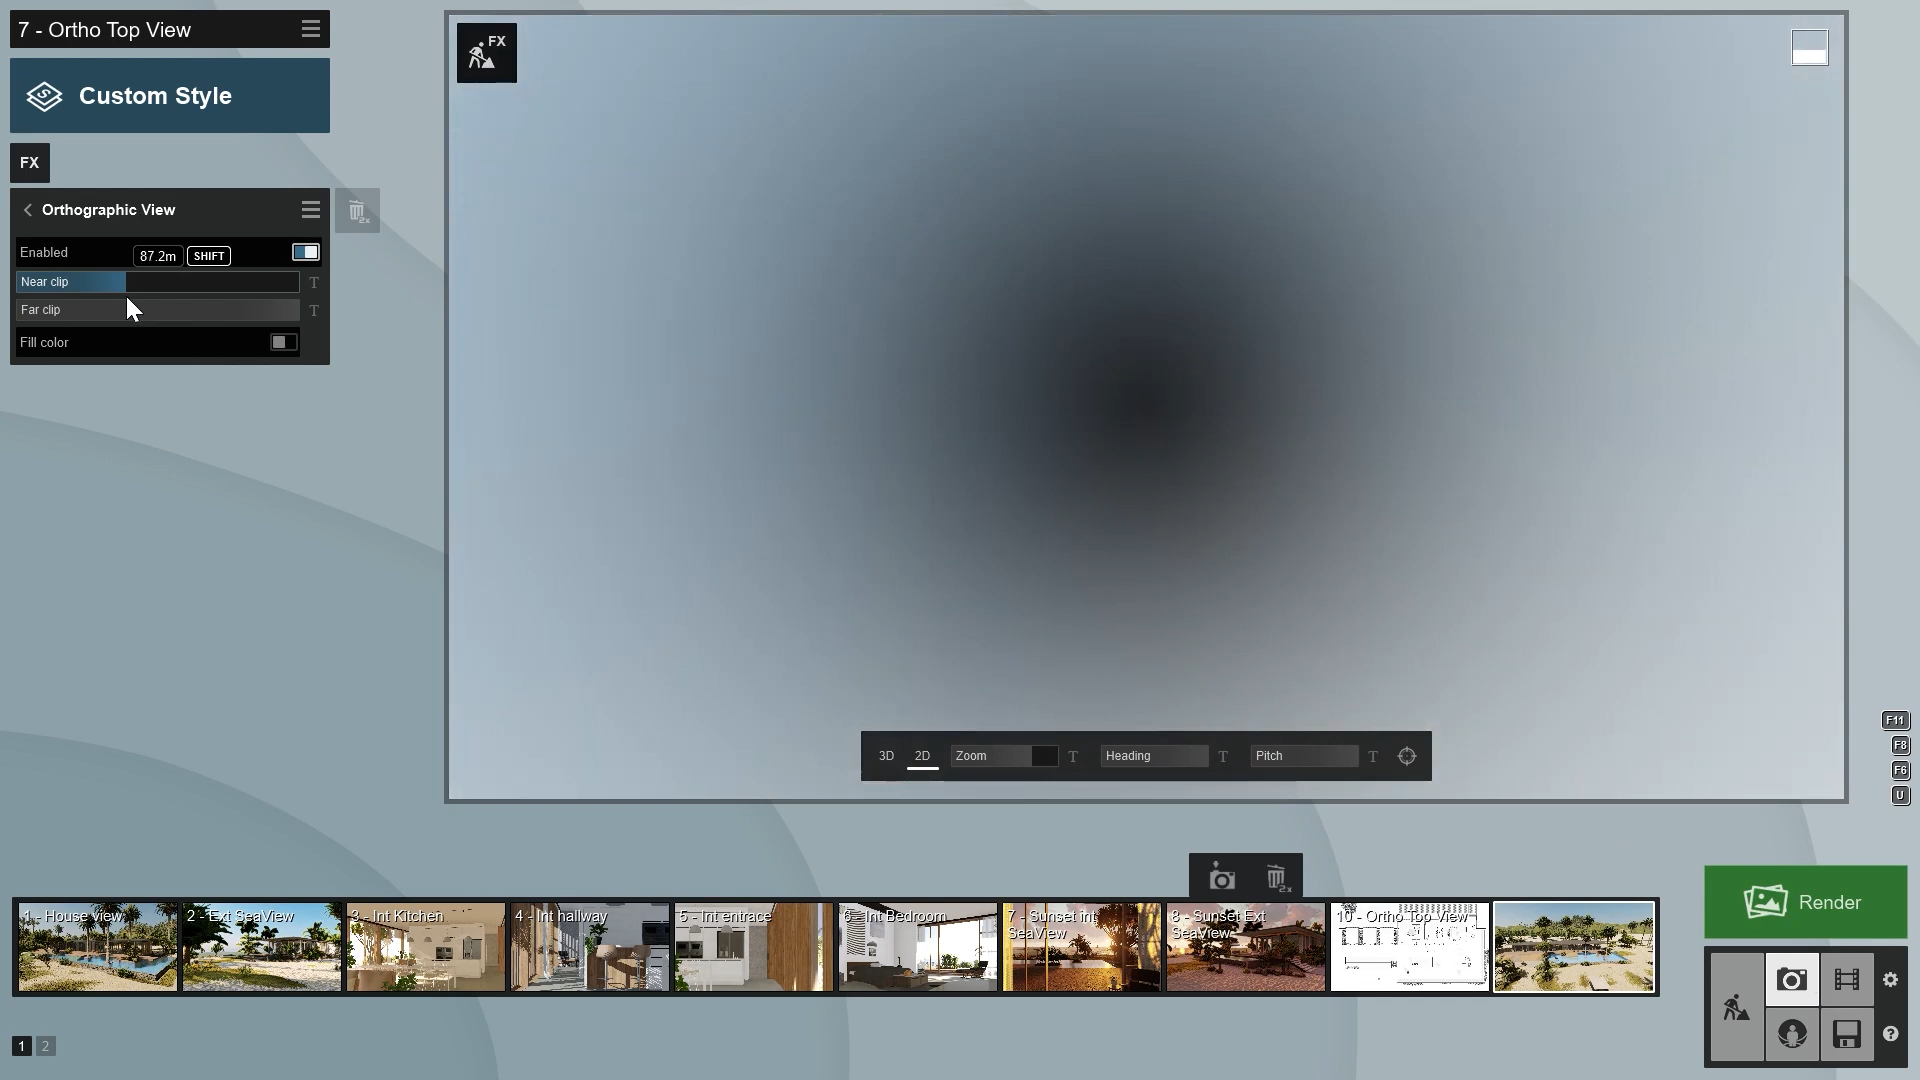 7 - Ortho Top View
Custom Style
FX
FX
Orthographic View
2x
Enabled
87.2m
SHIFT
Near clip
T
Far clip
T
Fill color
3D
2D
Zoom
T
Heading
T
Pitch
T
F11
F8
F6
U
2x
1 - House view
2 - Ext SeaView
3 - Int Kitchen
4 - Int hallway
5 - Int entrace
6 - Int Bedroom
7 - Sunset int
SeaView
8 - Sunset Ext
SeaView
10 - Ortho Top View
Render
?
1
2